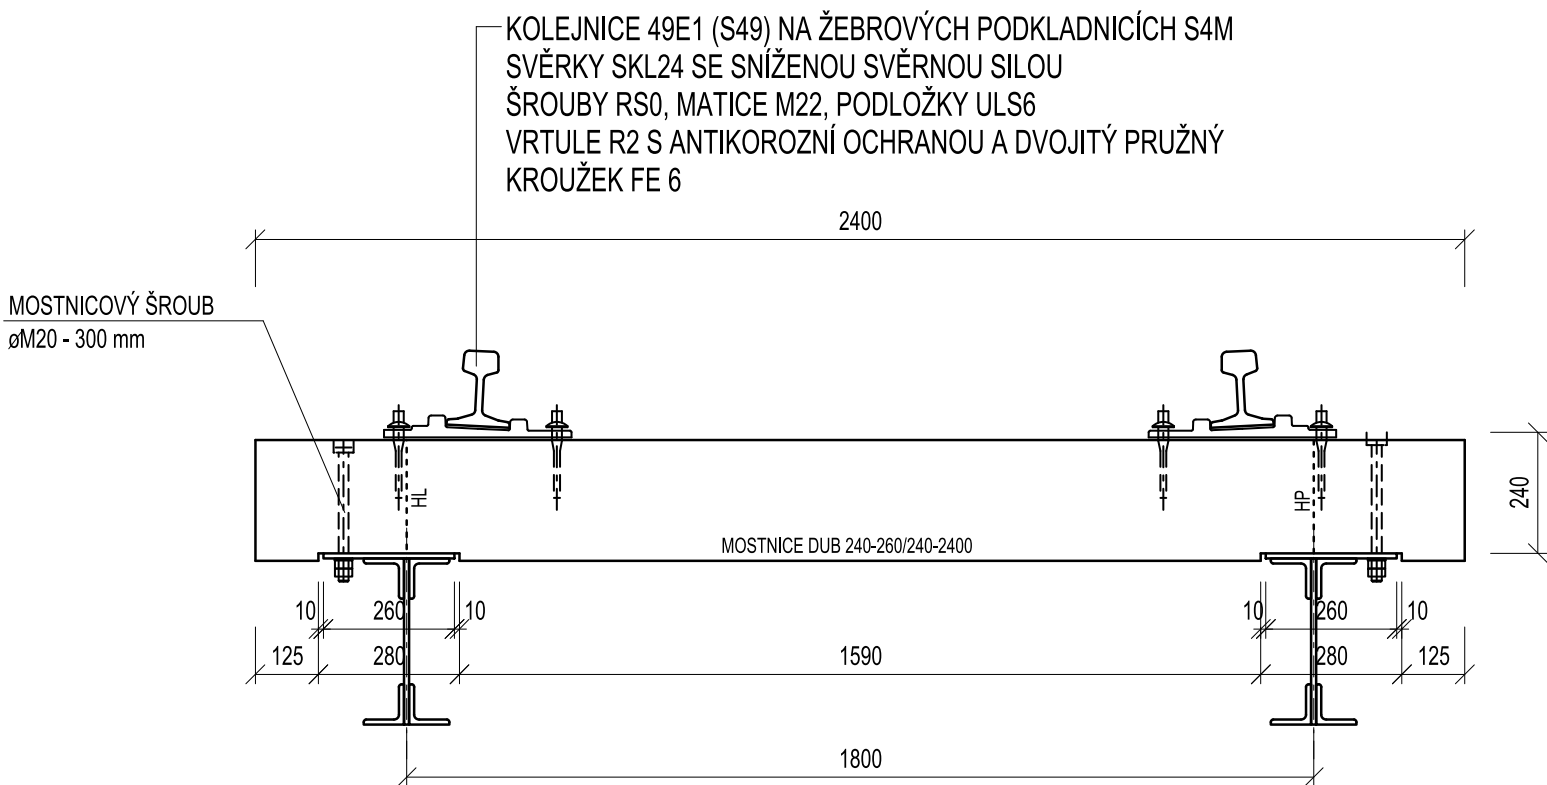 KOLEJNICE 49E1 (S49) NA ŽEBROVÝCH PODKLADNICÍCH S4M
SVĚRKY SKL24 SE SNÍŽENOU SVĚRNOU SILOU
ŠROUBY RS0, MATICE M22, PODLOŽKY ULS6
VRTULE R2 S ANTIKOROZNÍ OCHRANOU A DVOJITÝ PRUŽNÝ
KROUŽEK FE 6
2400
MOSTNICOVÝ ŠROUB
øM20 - 300 mm
HL
HP
240
MOSTNICE DUB 240-260/240-2400
10 260 10 10 260 10
125 280 1590 280 125
1800